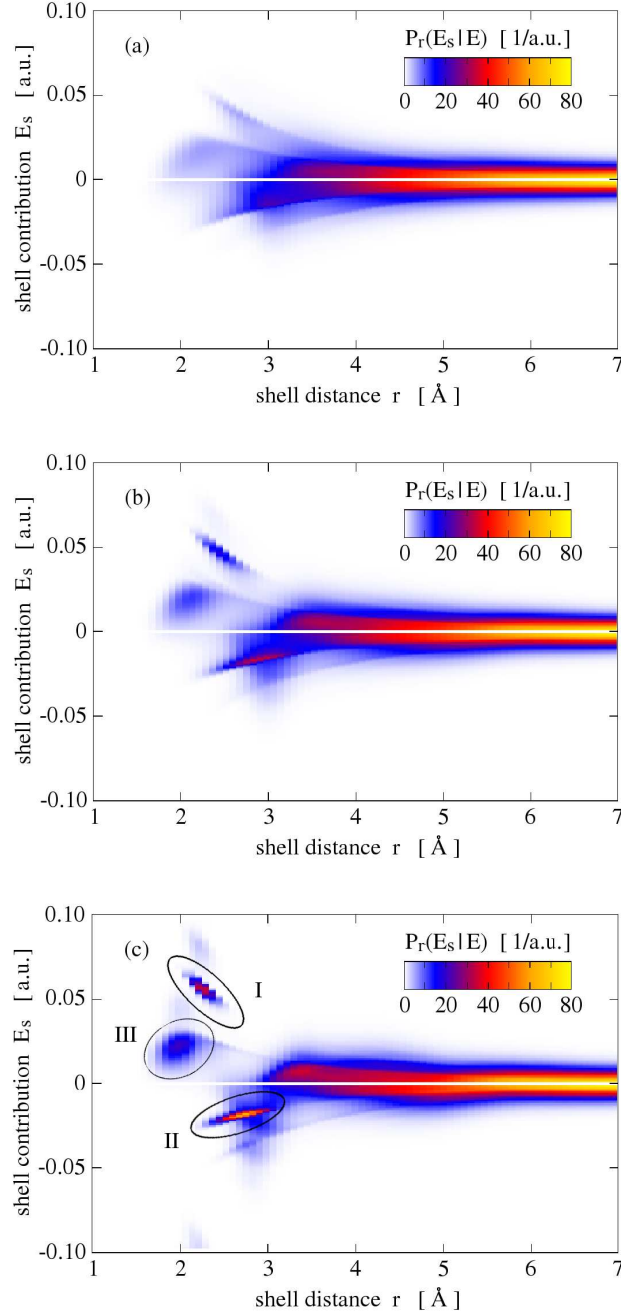 (a)
P_r(E_s|E) [ 1/a.u.]
0 20 40 60 80
shell contribution E_s [ a.u.]
0.05
0
-0.05
-0.10
1 2 3 4 5 6 7
shell distance r [ Å ]
0.10
(b)
P_r(E_s|E) [ 1/a.u.]
0 20 40 60 80
shell contribution E_s [ a.u.]
0.05
0
-0.05
-0.10
1 2 3 4 5 6 7
shell distance r [ Å ]
0.10
(c)
P_r(E_s|E) [ 1/a.u.]
0 20 40 60 80
I
III
II
shell contribution E_s [ a.u.]
0.05
0
-0.05
-0.10
1 2 3 4 5 6 7
shell distance r [ Å ]